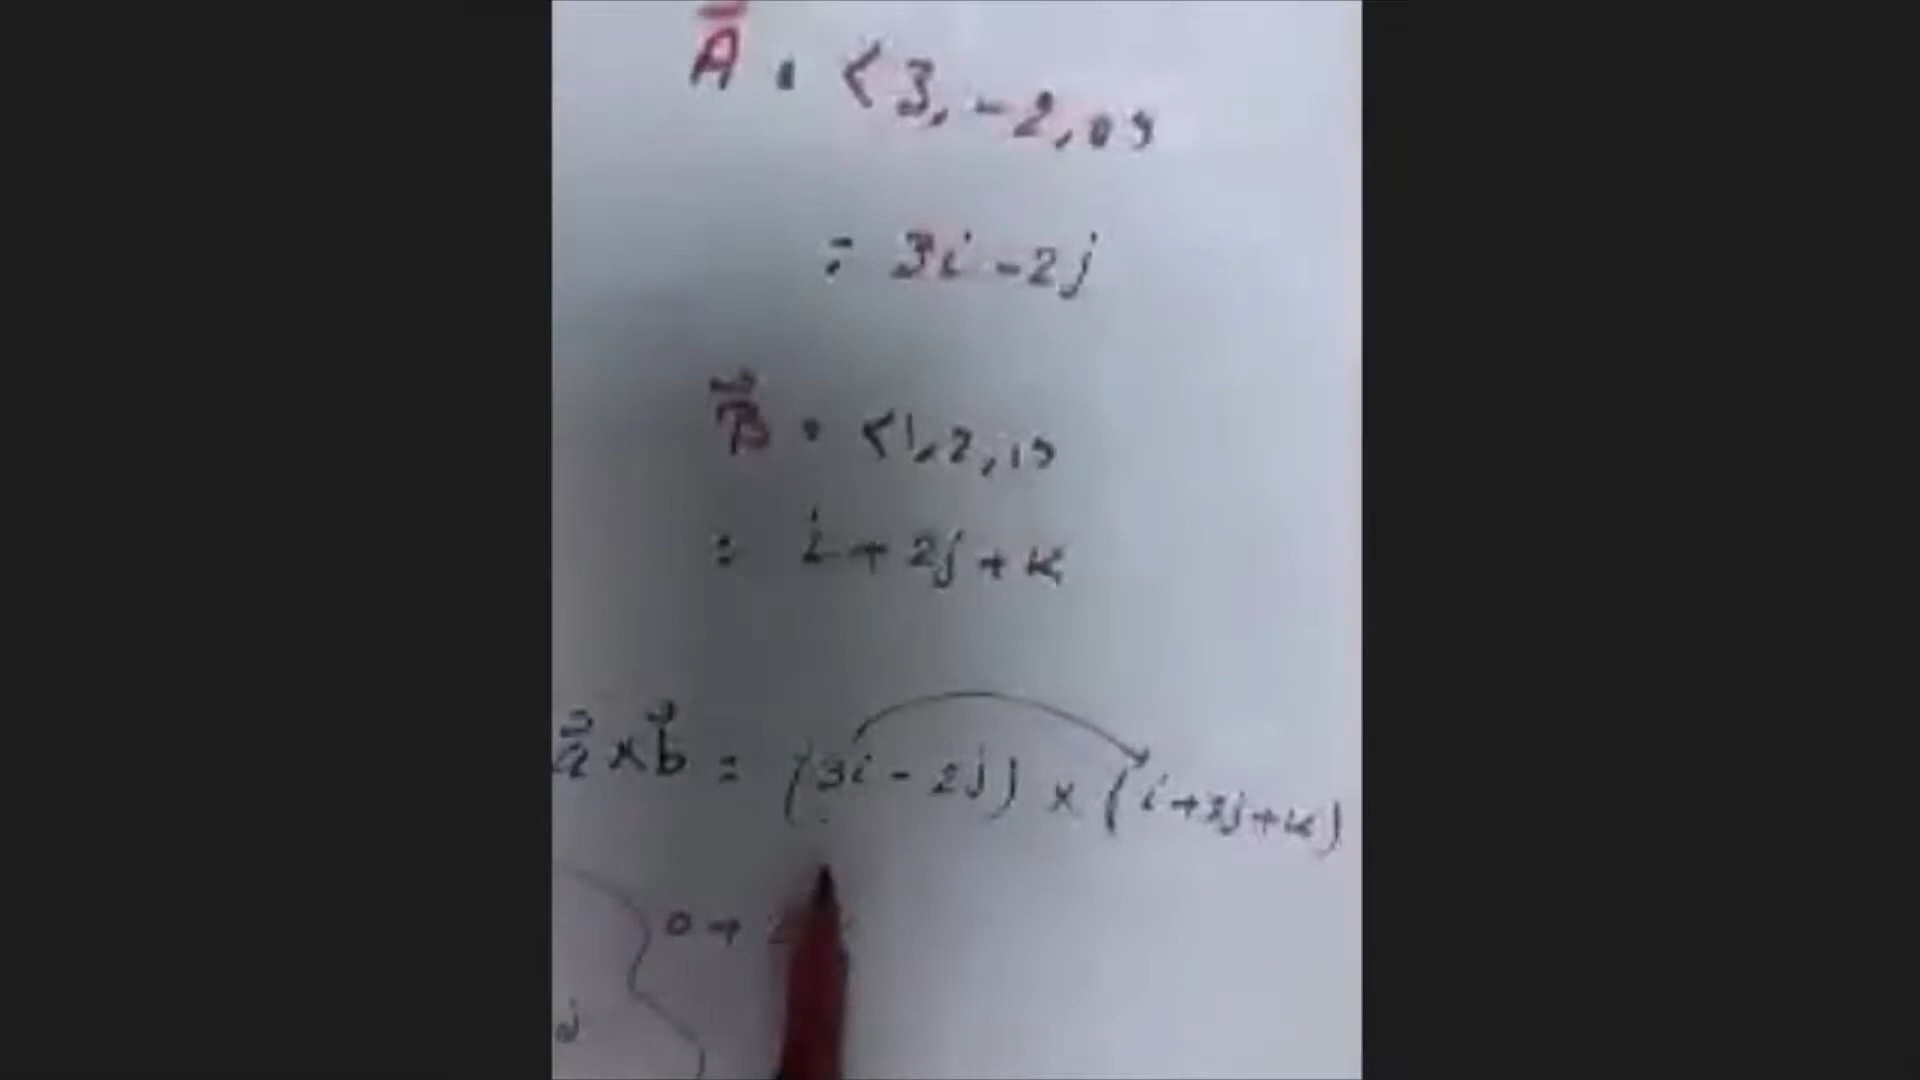 A = <3, -2, 0>
= 3i - 2j
B = <1, 2, 1>
= i + 2j + k
a × b = (3i - 2j) × (i + 2j + k)
0 +
j